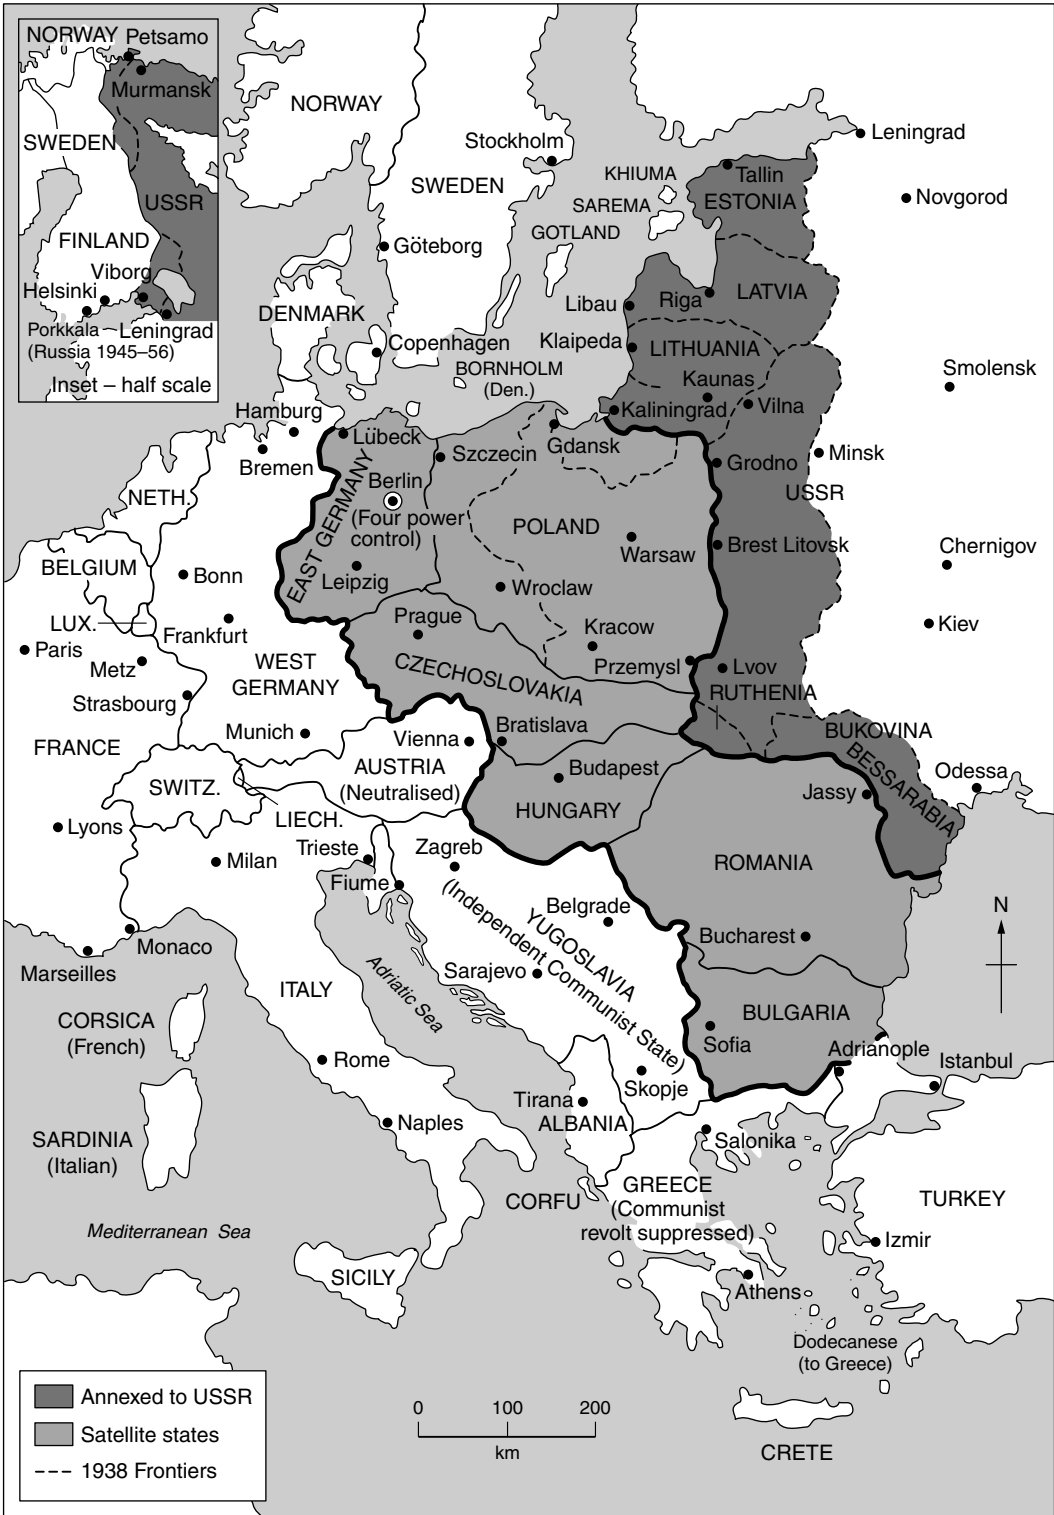 NORWAY
Petsamo
Murmansk
SWEDEN
USSR
FINLAND
Viborg
Helsinki
Porkkala
Leningrad
(Russia 1945–56)
Inset – half scale
NORWAY
Stockholm
SWEDEN
Leningrad
KHIUMA
Tallin
ESTONIA
SAREMA
Novgorod
GOTLAND
Göteborg
DENMARK
Libau
Riga
LATVIA
Copenhagen
Klaipeda
LITHUANIA
BORNHOLM
(Den.)
Kaunas
Smolensk
Hamburg
Kaliningrad
Vilna
Lübeck
Gdansk
Bremen
Szczecin
Grodno
Minsk
NETH.
Berlin
(Four power
control)
EAST GERMANY
POLAND
USSR
Warsaw
Brest Litovsk
Chernigov
BELGIUM
Bonn
Leipzig
Wroclaw
LUX.
Frankfurt
Prague
Kracow
Kiev
Paris
Metz
WEST
GERMANY
CZECHOSLOVAKIA
Przemysl
Lvov
Strasbourg
RUTHENIA
FRANCE
Munich
Vienna
Bratislava
BUKOVINA
BESSARABIA
SWITZ.
AUSTRIA
(Neutralised)
Budapest
Odessa
HUNGARY
Jassy
Lyons
LIECH.
Milan
Trieste
Zagreb
ROMANIA
Fiume
YUGOSLAVIA
(Independent Communist State)
Belgrade
N
Monaco
Marseilles
Bucharest
Adriatic Sea
Sarajevo
ITALY
CORSICA
(French)
BULGARIA
Sofia
Adrianople
Rome
Istanbul
Skopje
Tirana
ALBANIA
Naples
SARDINIA
(Italian)
Salonika
CORFU
GREECE
(Communist
revolt suppressed)
TURKEY
Mediterranean Sea
Izmir
SICILY
Athens
Dodecanese
(to Greece)
Annexed to USSR
Satellite states
1938 Frontiers
0 100 200
km
CRETE